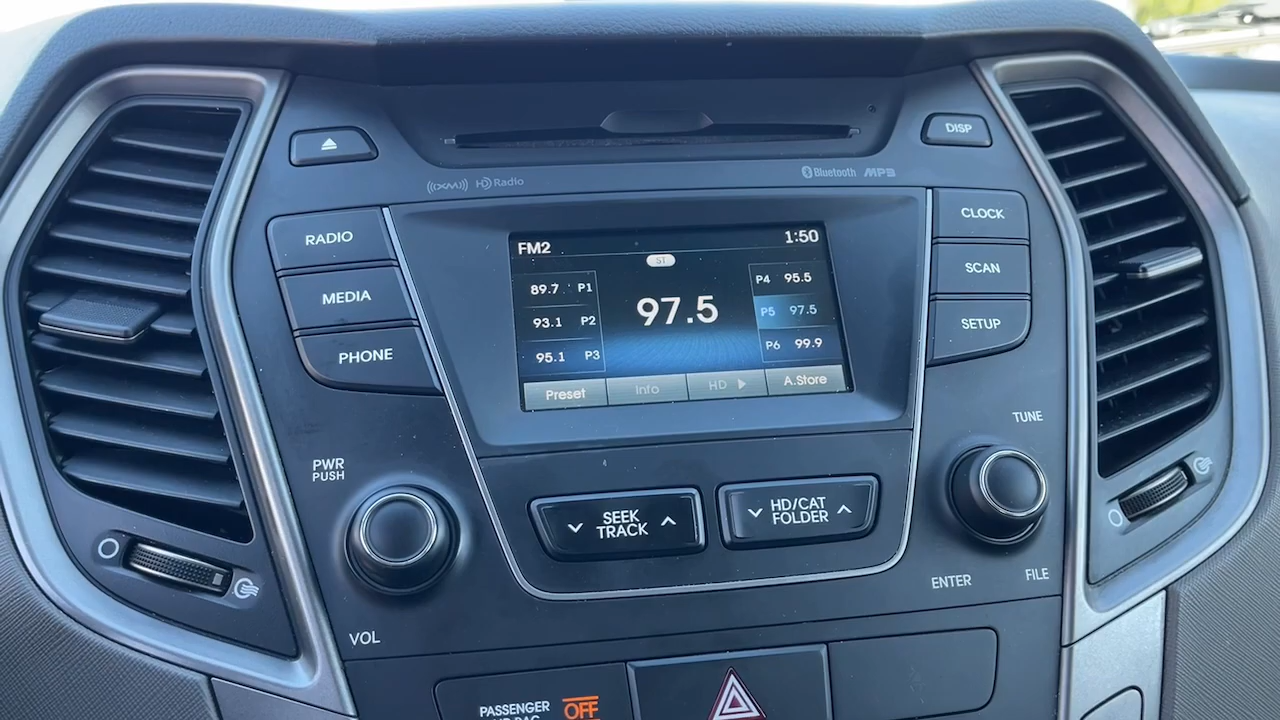 DISP
((XM)) HD Radio
Bluetooth MP3
RADIO
MEDIA
PHONE
FM2 1:50
ST
89.7 P1
93.1 P2
95.1 P3
97.5
P4 95.5
P5 97.5
P6 99.9
Preset Info HD A.Store
CLOCK
SCAN
SETUP
PWR
PUSH
VOL
SEEK
TRACK
HD/CAT
FOLDER
TUNE
ENTER FILE
PASSENGER
OFF